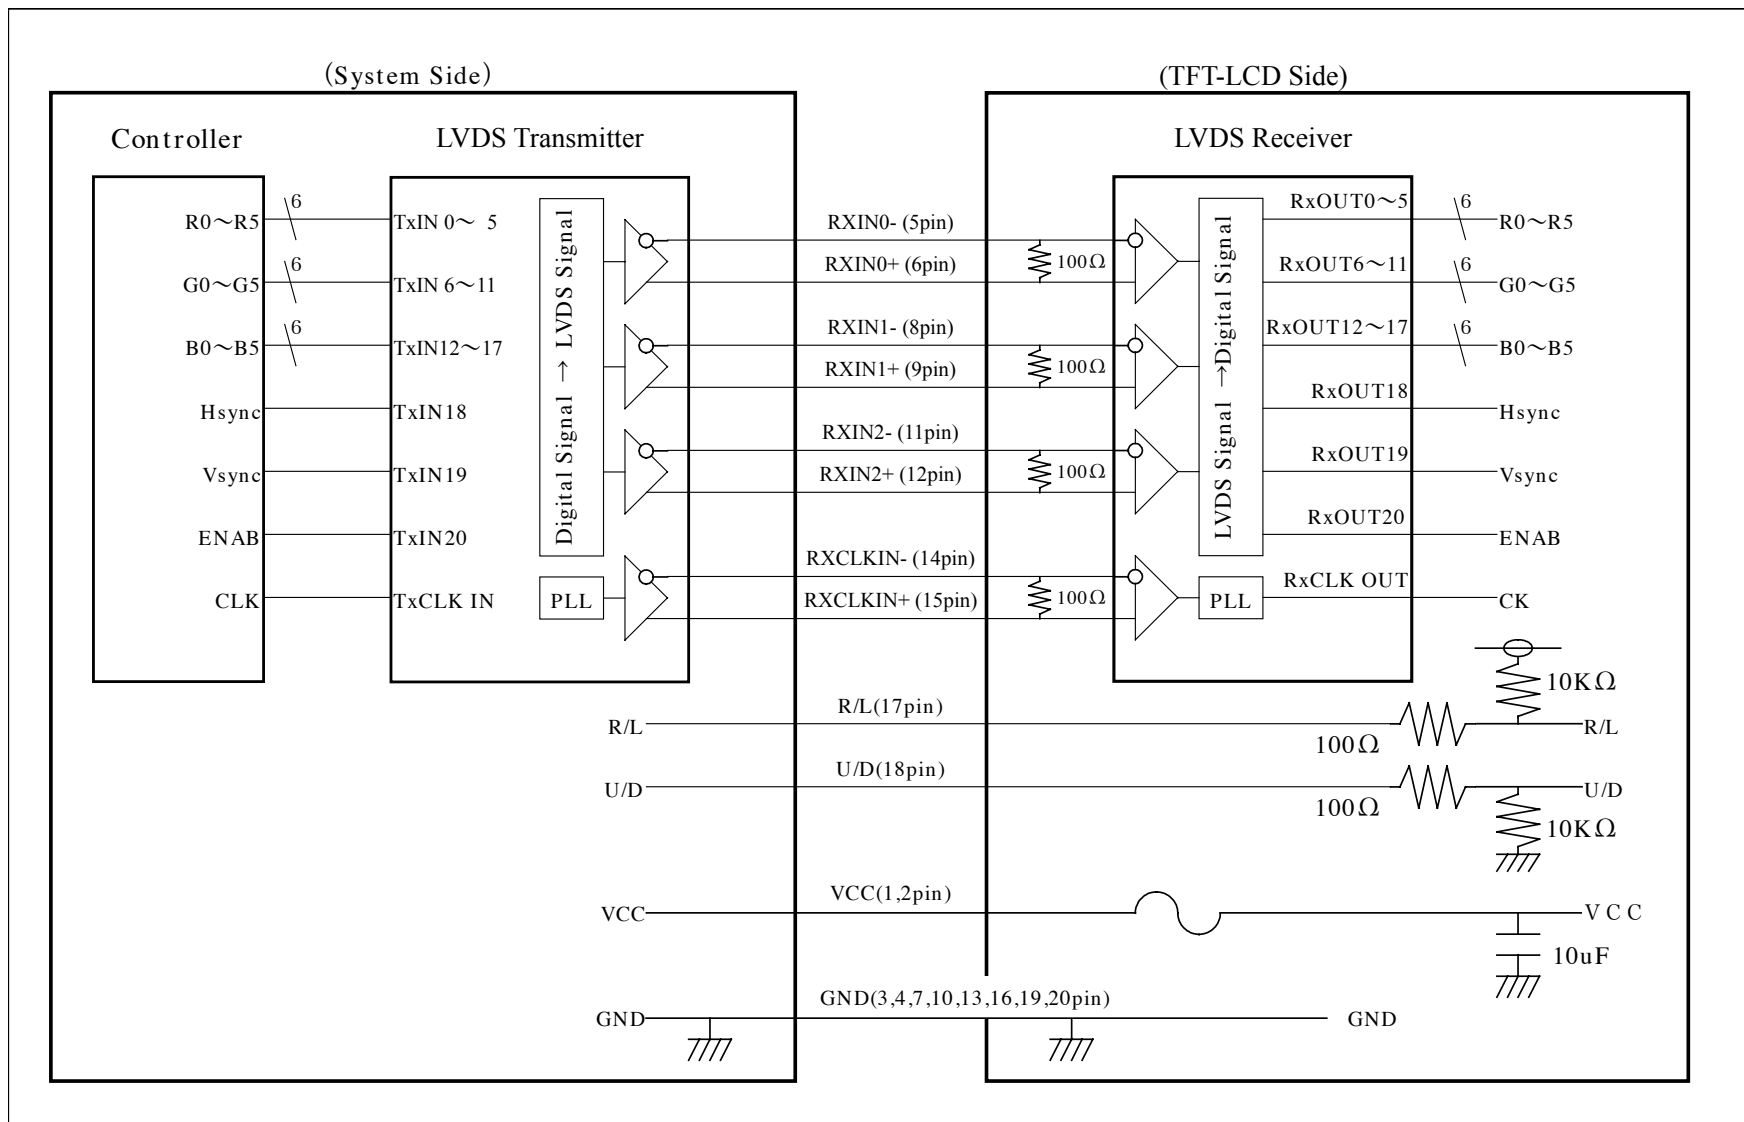 (System Side)
(TFT-LCD Side)
Controller
LVDS Transmitter
LVDS Receiver
R0～R5
6
TxIN 0～ 5
G0～G5
6
TxIN 6～11
B0～B5
6
TxIN12～17
Hsync
TxIN18
Vsync
TxIN19
ENAB
TxIN20
CLK
TxCLK IN
Digital Signal → LVDS Signal
PLL
RXIN0- (5pin)
RXIN0+ (6pin)
100Ω
RXIN1- (8pin)
RXIN1+ (9pin)
100Ω
RXIN2- (11pin)
RXIN2+ (12pin)
100Ω
RXCLKIN- (14pin)
RXCLKIN+ (15pin)
100Ω
LVDS Signal →Digital Signal
PLL
RxOUT0～5
6
R0～R5
RxOUT6～11
6
G0～G5
RxOUT12～17
6
B0～B5
RxOUT18
Hsync
RxOUT19
Vsync
RxOUT20
ENAB
RxCLK OUT
CK
10KΩ
R/L
R/L(17pin)
100Ω
R/L
U/D
U/D(18pin)
100Ω
U/D
10KΩ
VCC
VCC(1,2pin)
VCC
10uF
GND
GND(3,4,7,10,13,16,19,20pin)
GND